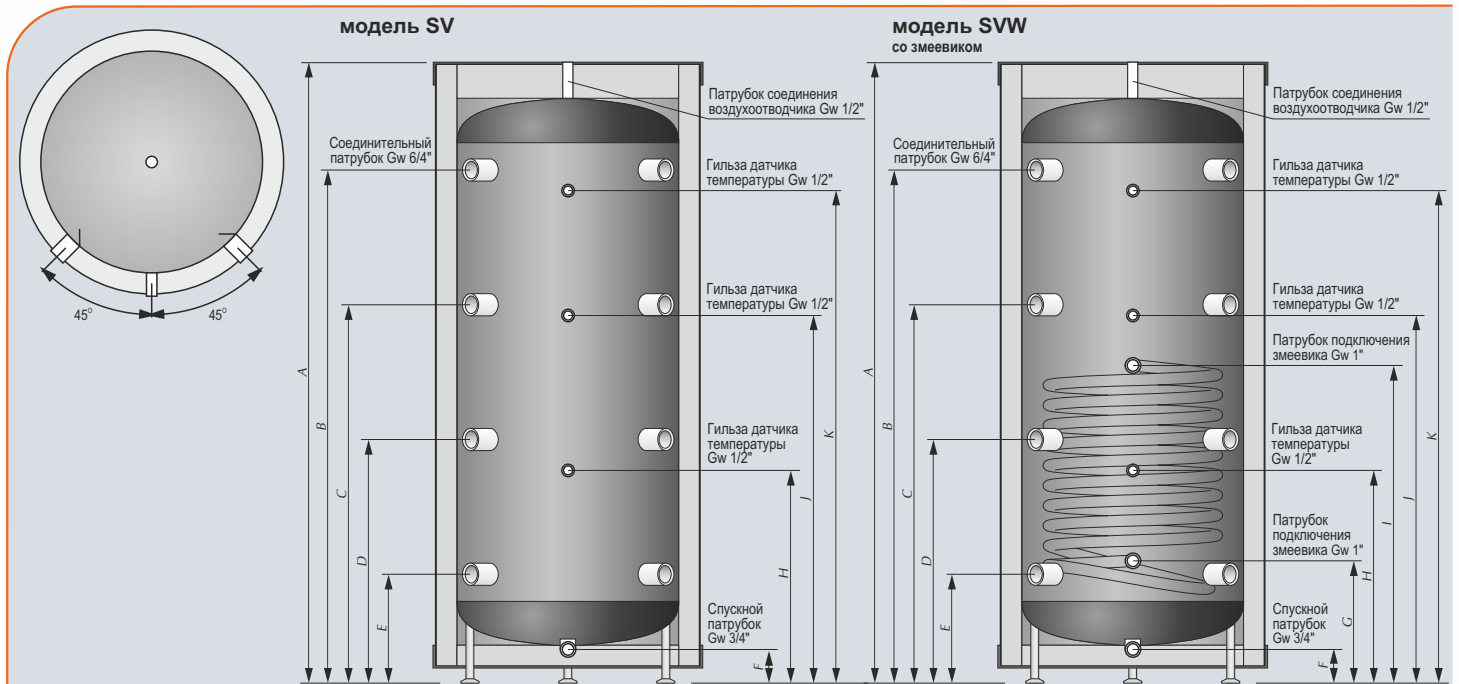 модель SV
Патрубок соединения
воздухоотводчика Gw 1/2"
Соединительный
патрубок Gw 6/4"
Гильза датчика
температуры Gw 1/2"
Гильза датчика
температуры Gw 1/2"
Гильза датчика
температуры
Gw 1/2"
Спускной
патрубок
Gw 3/4"
45°
45°
A
B
C
D
E
F
H
J
K
модель SVW
со змеевиком
Патрубок соединения
воздухоотводчика Gw 1/2"
Соединительный
патрубок Gw 6/4"
Гильза датчика
температуры Gw 1/2"
Гильза датчика
температуры Gw 1/2"
Патрубок подключения
змеевика Gw 1"
Гильза датчика
температуры
Gw 1/2"
Патрубок
подключения
змеевика Gw 1"
Спускной
патрубок
Gw 3/4"
A
B
C
D
E
F
G
H
I
J
K